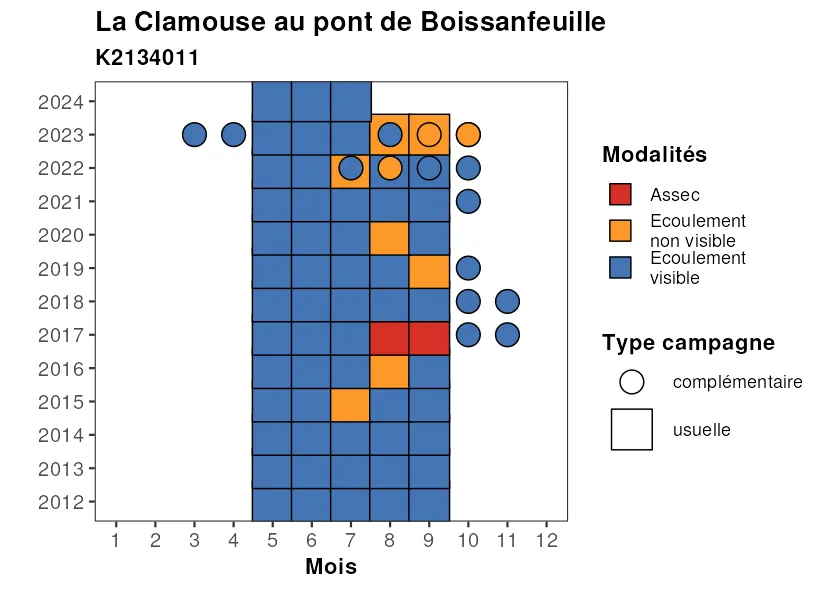 La Clamouse au pont de Boissanfeuille
K2134011
2024
2023
2022
2021
2020
2019
2018
2017
2016
2015
2014
2013
2012
1 2 3 4 5 6 7 8 9 10 11 12
Mois
Modalités
Assec
Ecoulement
non visible
Ecoulement
visible
Type campagne
complémentaire
usuelle